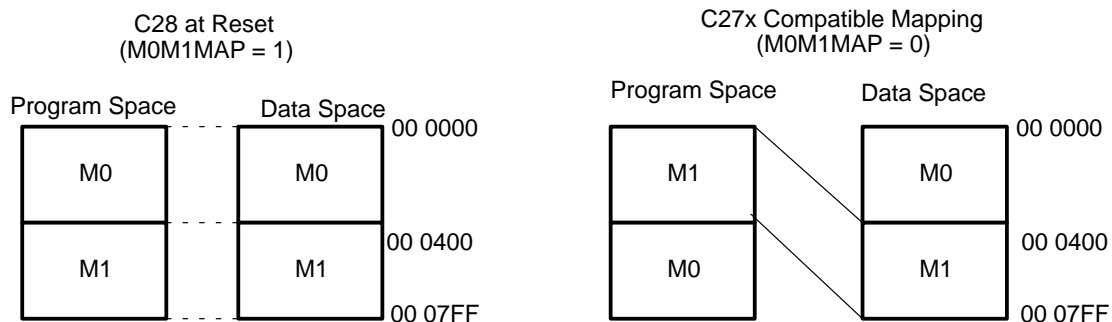 C28 at Reset
(M0M1MAP = 1)
Program Space
Data Space
00 0000
M0
M0
00 0400
M1
M1
00 07FF
C27x Compatible Mapping
(M0M1MAP = 0)
Program Space
Data Space
00 0000
M1
M0
00 0400
M0
M1
00 07FF